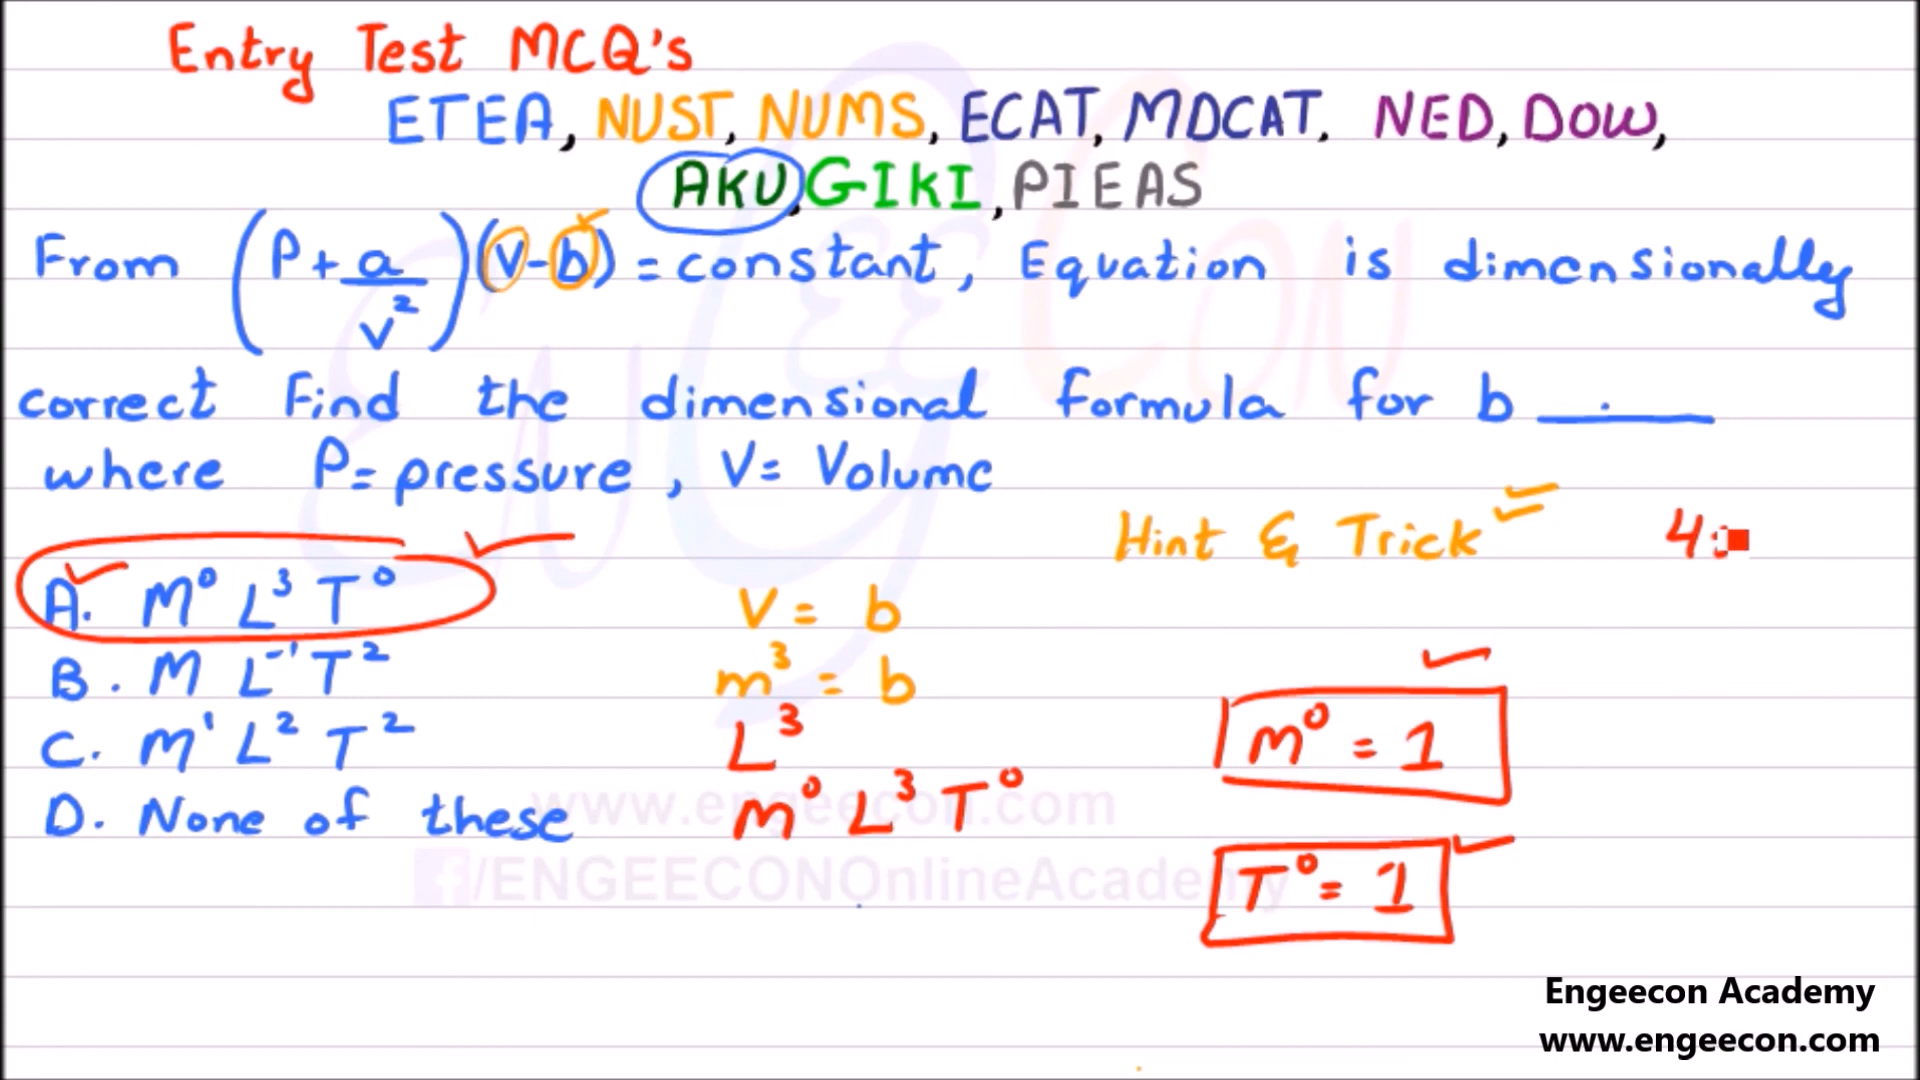 Entry Test MCQ's
ETEA, NUST, NUMS, ECAT, MDCAT, NED, DOW,
AKU, GIKI, PIEAS
From (P + a/v²)(v-b) = constant, Equation is dimensionally
correct Find the dimensional formula for b ______
where P= pressure, V= Volume
Hint & Trick 4:
A. M⁰ L³ T⁰
B. M L⁻¹ T²
C. M¹ L² T²
D. None of these
V = b
m³ = b
L³
M⁰ L³ T⁰
m⁰ = 1
T⁰ = 1
ENGEECON
www.engeecon.com
f/ENGEECONOnlineAcademy
Engeecon Academy
www.engeecon.com